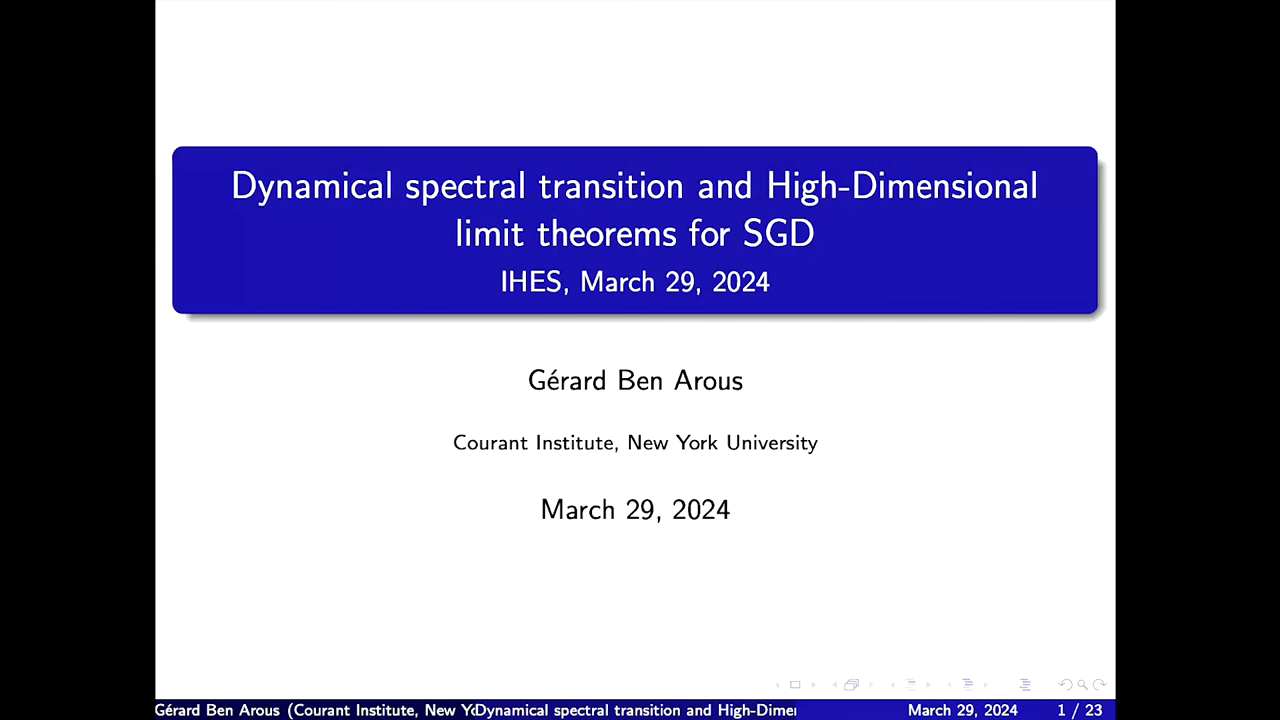 Dynamical spectral transition and High-Dimensional
limit theorems for SGD
IHES, March 29, 2024
Gérard Ben Arous
Courant Institute, New York University
March 29, 2024
Gérard Ben Arous (Courant Institute, New Yo Dynamical spectral transition and High-Dimen March 29, 2024 1 / 23